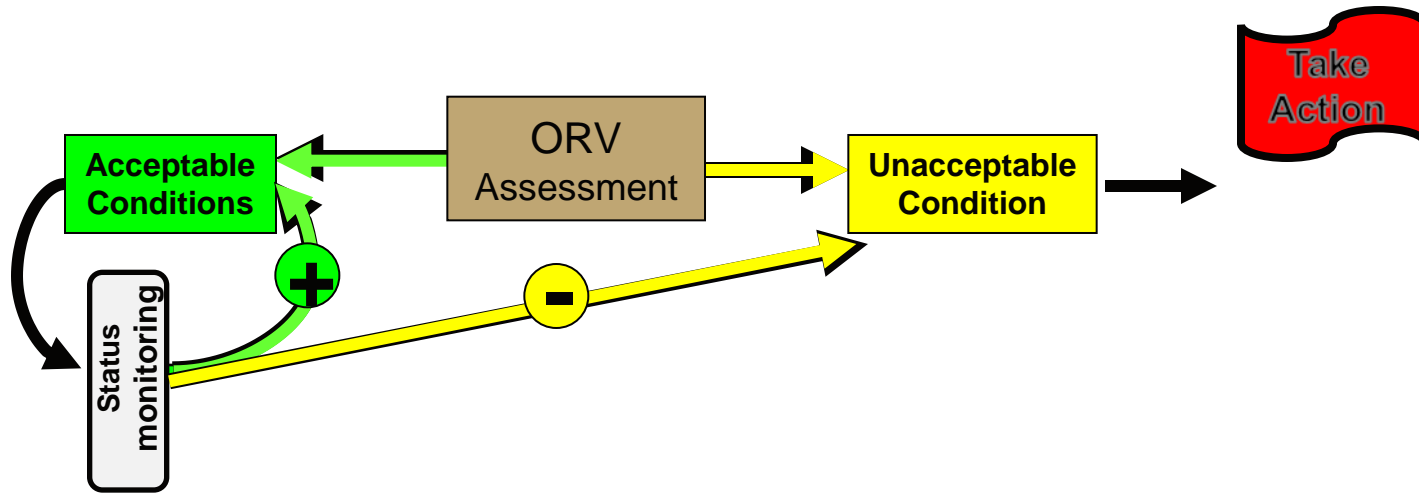 Take
Action
ORV
Assessment
Acceptable
Conditions
Unacceptable
Condition
+
-
Status
monitoring